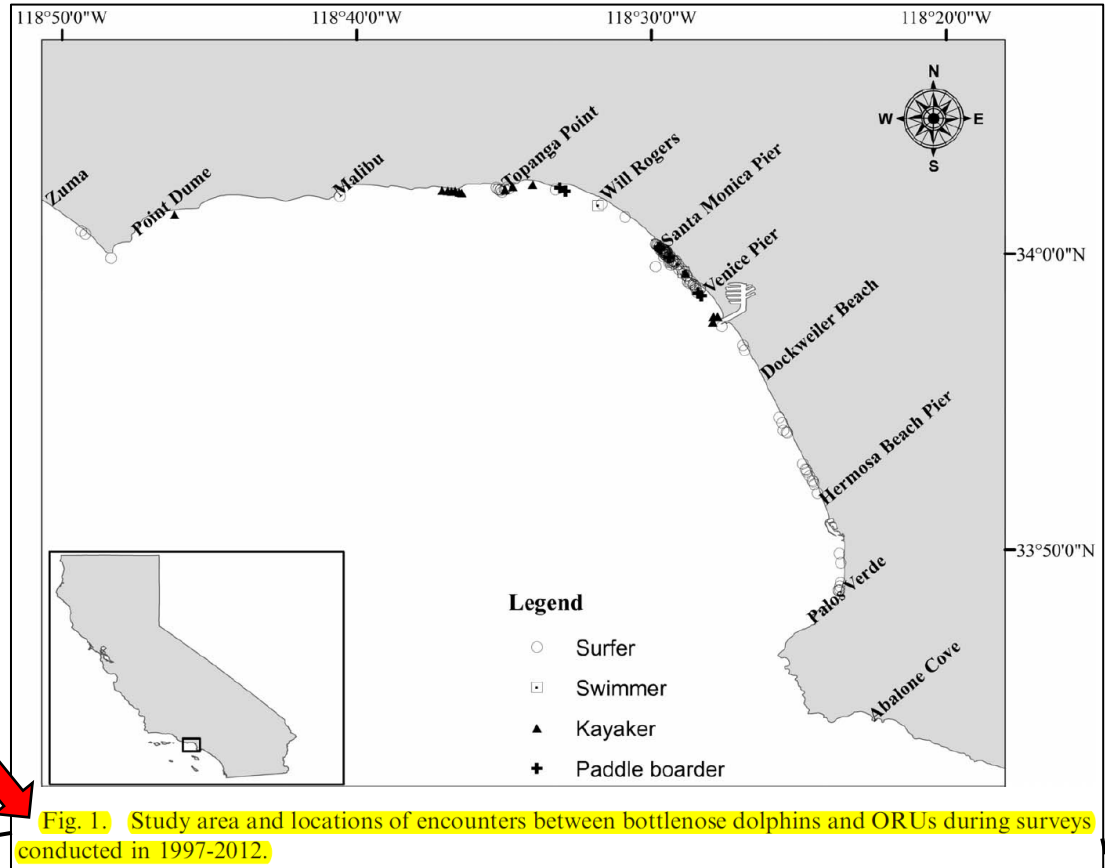 118°50'0"W 118°40'0"W 118°30'0"W 118°20'0"W
N
W E
S
Zuma
Point Dume
Malibu
Topanga Point
Will Rogers
Santa Monica Pier
Venice Pier
34°0'0"N
Dockweiler Beach
Hermosa Beach Pier
33°50'0"N
Palos Verde
Abalone Cove
Legend
Surfer
Swimmer
Kayaker
Paddle boarder
Fig. 1. Study area and locations of encounters between bottlenose dolphins and ORUs during surveys
conducted in 1997-2012.